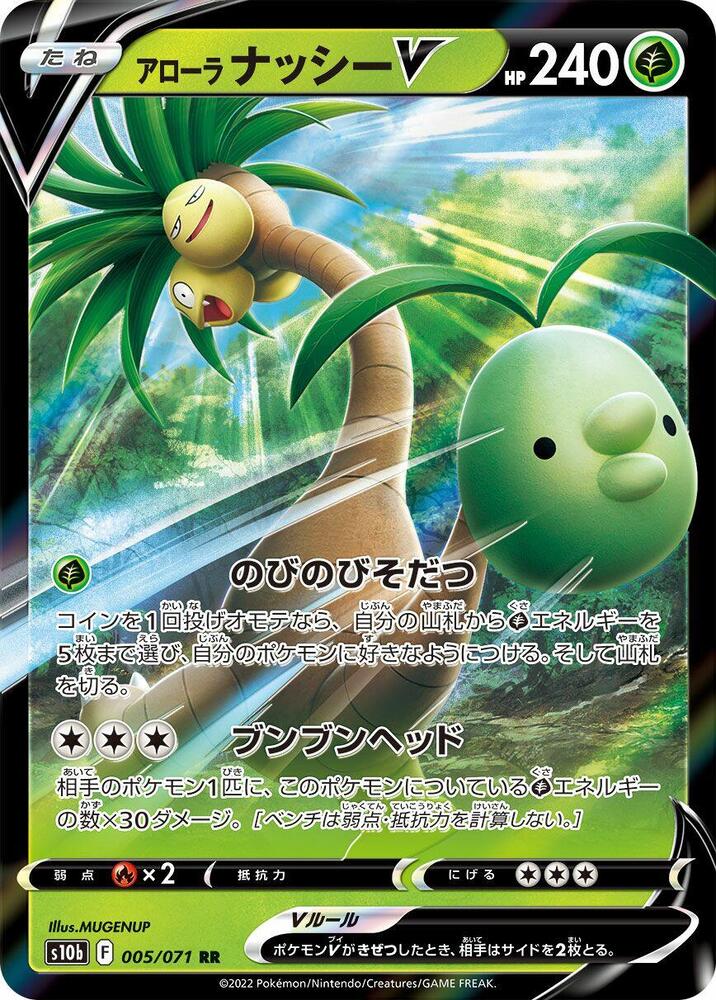 たね
アローラナッシーV
HP 240
のびのびそだつ
コインを1回投げオモテなら、自分の山札からエネルギーを
5枚まで選び、自分のポケモンに好きなようにつける。そして山札
を切る。
ブンブンヘッド
相手のポケモン1匹に、このポケモンについているエネルギー
の数×30ダメージ。[ベンチは弱点・抵抗力を計算しない。]
弱点 ×2 抵抗力 にげる
Illus.MUGENUP
Vルール
ポケモンVがきぜつしたとき、相手はサイドを2枚とる。
s10b F 005/071 RR
©2022 Pokémon/Nintendo/Creatures/GAME FREAK.